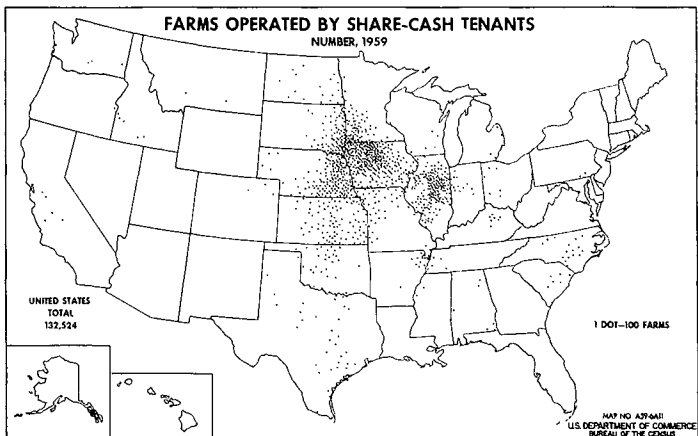 FARMS OPERATED BY SHARE-CASH TENANTS
NUMBER, 1959
UNITED STATES
TOTAL
132,524
1 DOT—100 FARMS
MAP NO. A59-6A11
U.S. DEPARTMENT OF COMMERCE
BUREAU OF THE CENSUS